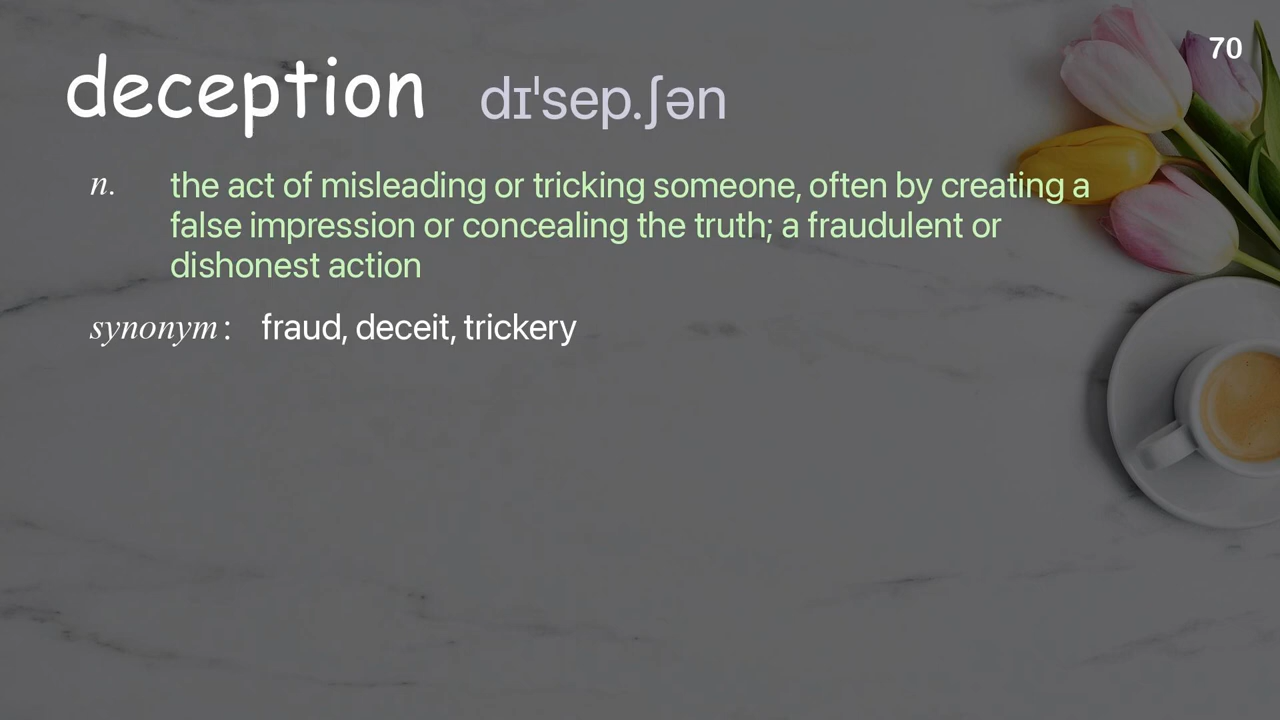 70
deception dɪˈsep.ʃən
n. the act of misleading or tricking someone, often by creating a
false impression or concealing the truth; a fraudulent or
dishonest action
synonym: fraud, deceit, trickery